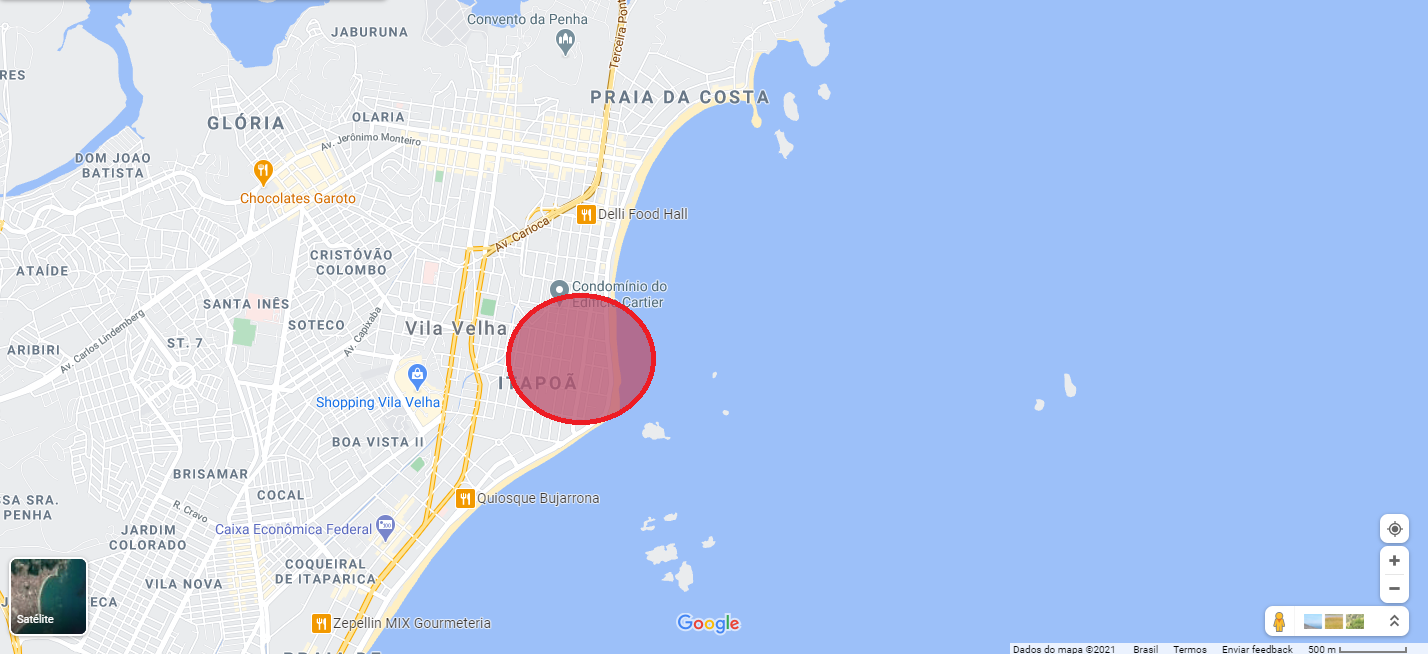 Convento da Penha
JABURUNA
Terceira Pont
PRAIA DA COSTA
OLARIA
GLÓRIA
Av. Jerônimo Monteiro
DOM JOAO
BATISTA
Chocolates Garoto
Delli Food Hall
Av. Carioca
CRISTÓVÃO
COLOMBO
ATAÍDE
Condomínio do
Edifício Cartier
SANTA INÊS
SOTECO
Av. Capixaba
Vila Velha
Av. Carlos Lindemberg
ST. 7
ARIBIRI
ITAPOÃ
Shopping Vila Velha
BOA VISTA II
BRISAMAR
COCAL
Quiosque Bujarrona
SA SRA.
PENHA
R. Cravo
JARDIM
COLORADO
Caixa Econômica Federal
COQUEIRAL
DE ITAPARICA
VILA NOVA
ECA
Satélite
Zepellin MIX Gourmeteria
Google
PRAIA DE
Dados do mapa ©2021 Brasil Termos Enviar feedback 500 m